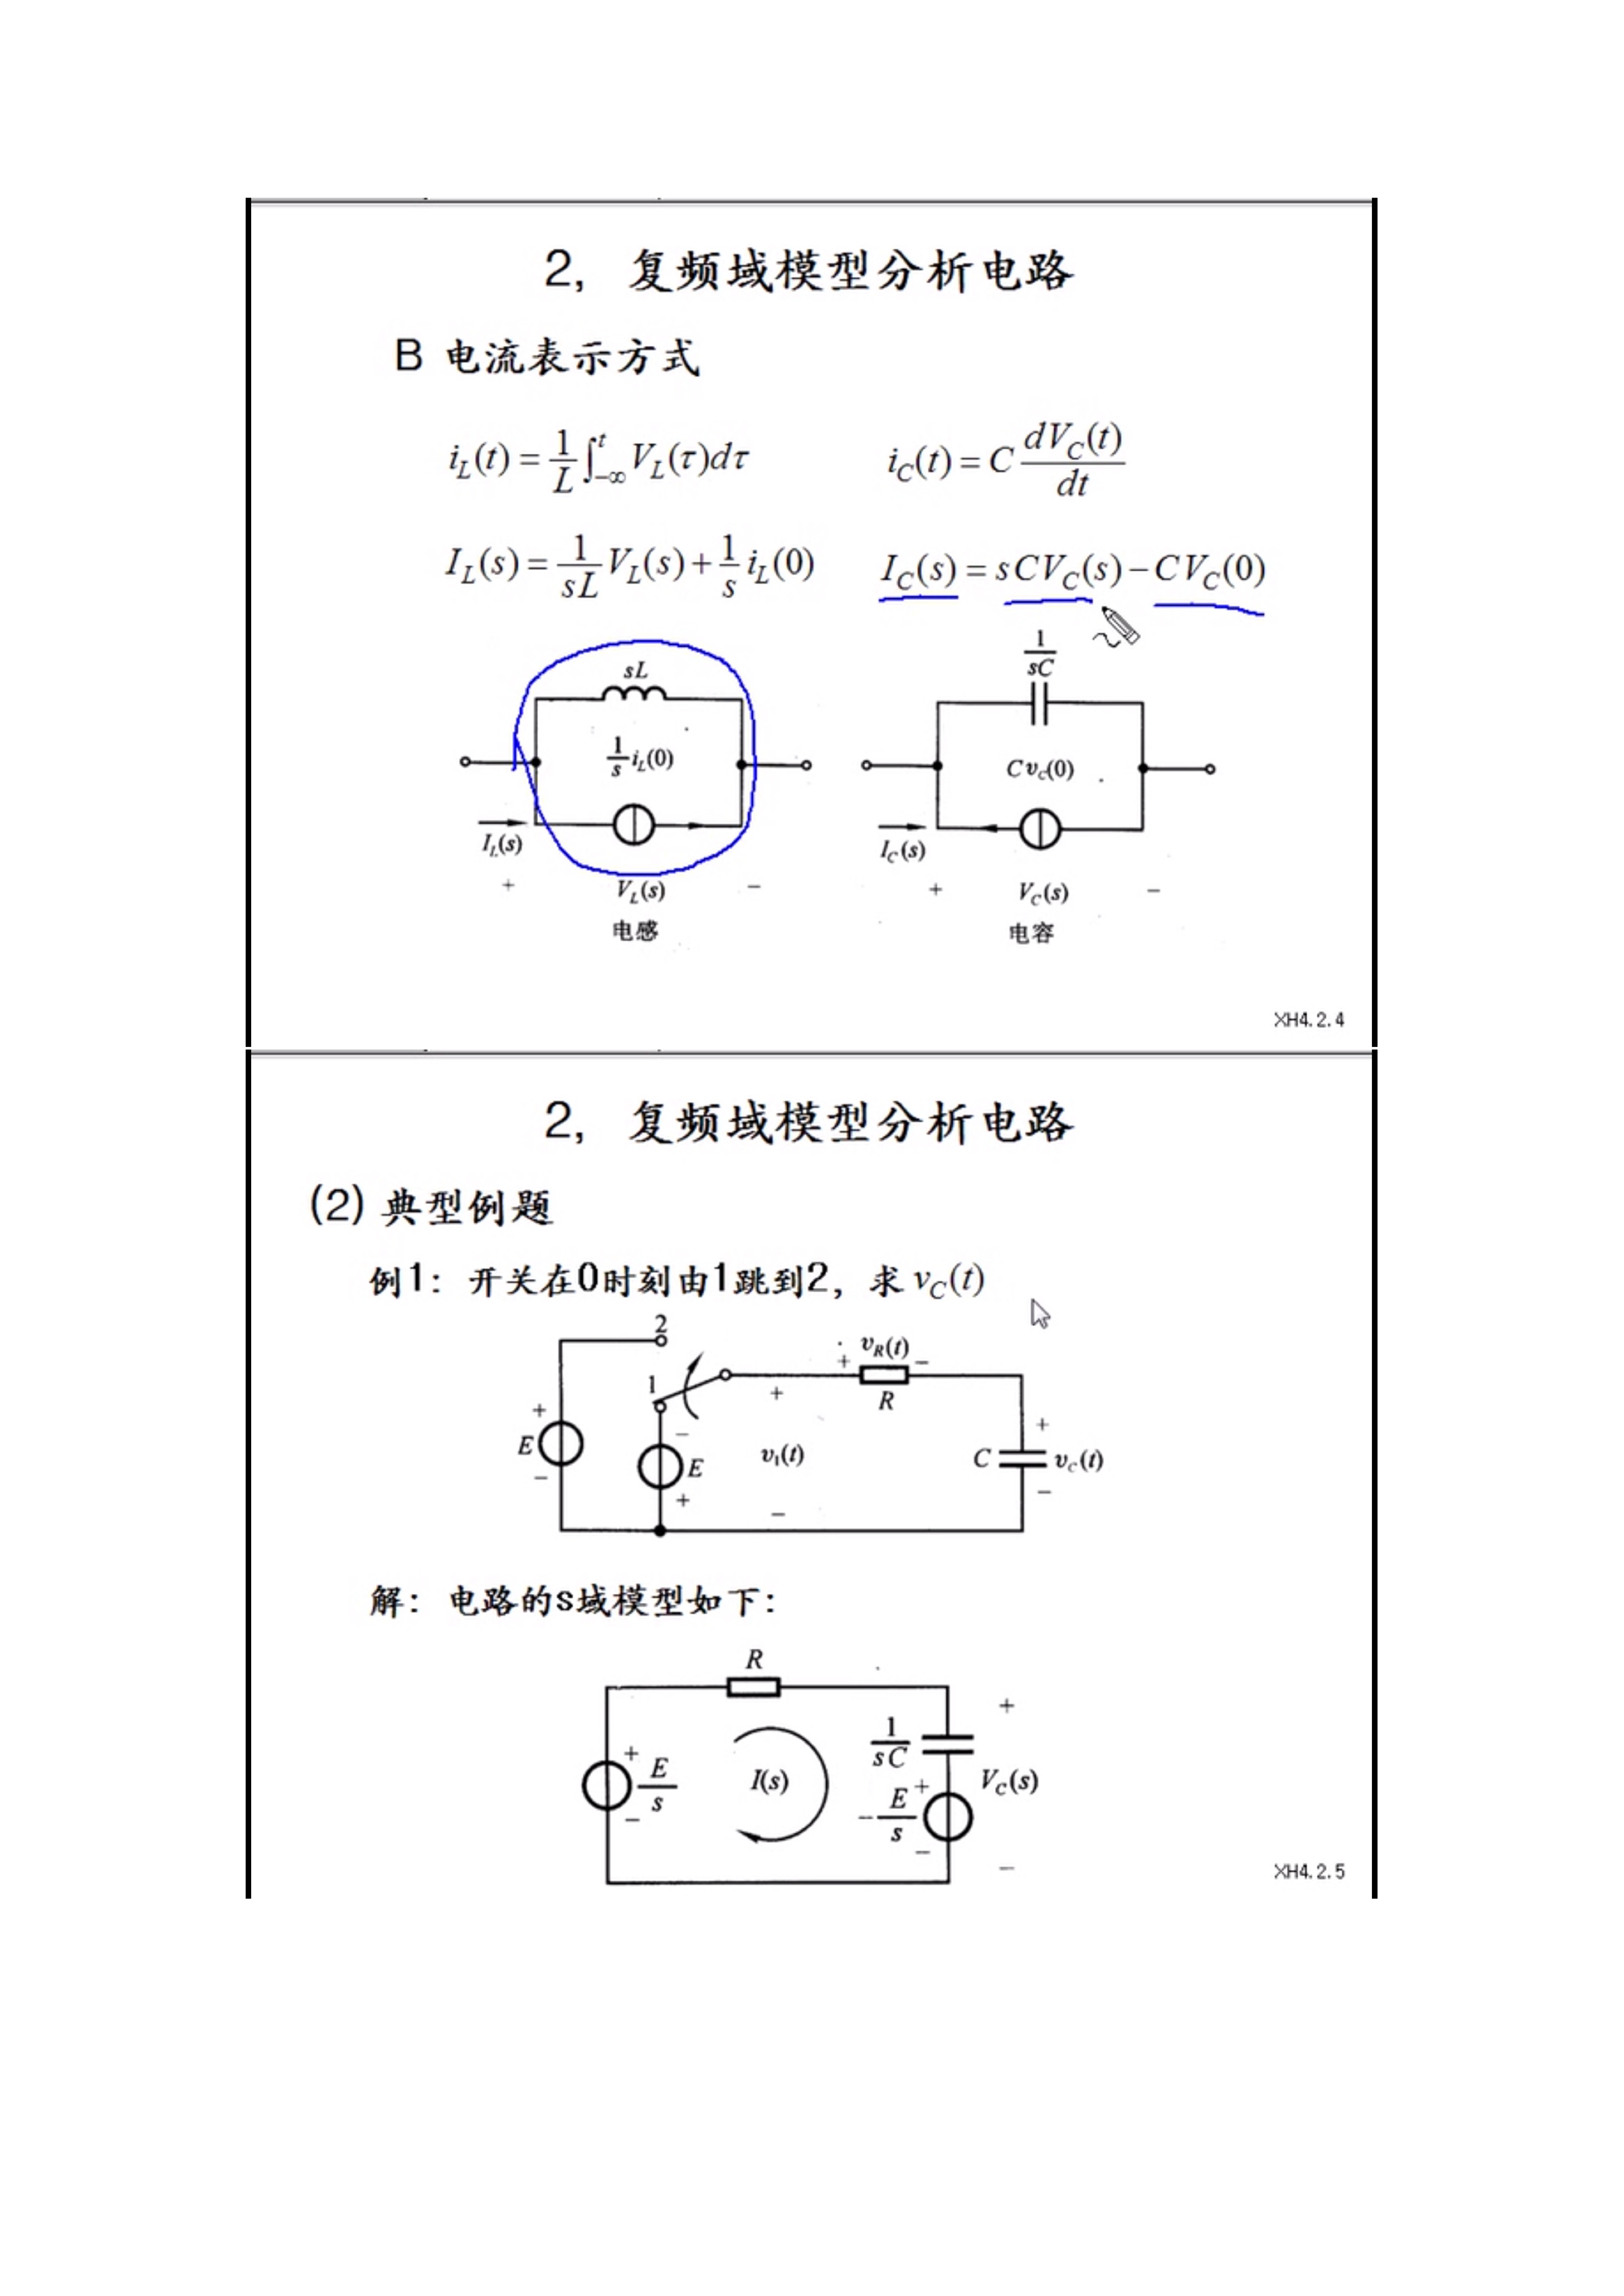 2, 复频域模型分析电路
B 电流表示方式
i_L(t) = \frac{1}{L} ∫_{-∞}^{t} V_L(τ)dτ
i_C(t) = C \frac{dV_C(t)}{dt}
I_L(s) = \frac{1}{sL} V_L(s) + \frac{1}{s} i_L(0)
I_C(s) = sCV_C(s) − CV_C(0)
sL
\frac{1}{s} i_L(0)
I_L(s)
+ V_L(s) −
电感
\frac{1}{sC}
Cv_C(0)
I_C(s)
+ V_C(s) −
电容
XH4.2.4
2, 复频域模型分析电路
(2) 典型例题
例1: 开关在0时刻由1跳到2, 求 v_C(t)
2
1
+ v_R(t) −
R
+ E −
− E +
+ v_1(t) −
C
+ v_C(t) −
解: 电路的s域模型如下:
R
+ \frac{E}{s} −
I(s)
\frac{1}{sC}
−\frac{E}{s} + −
+ V_C(s) −
XH4.2.5